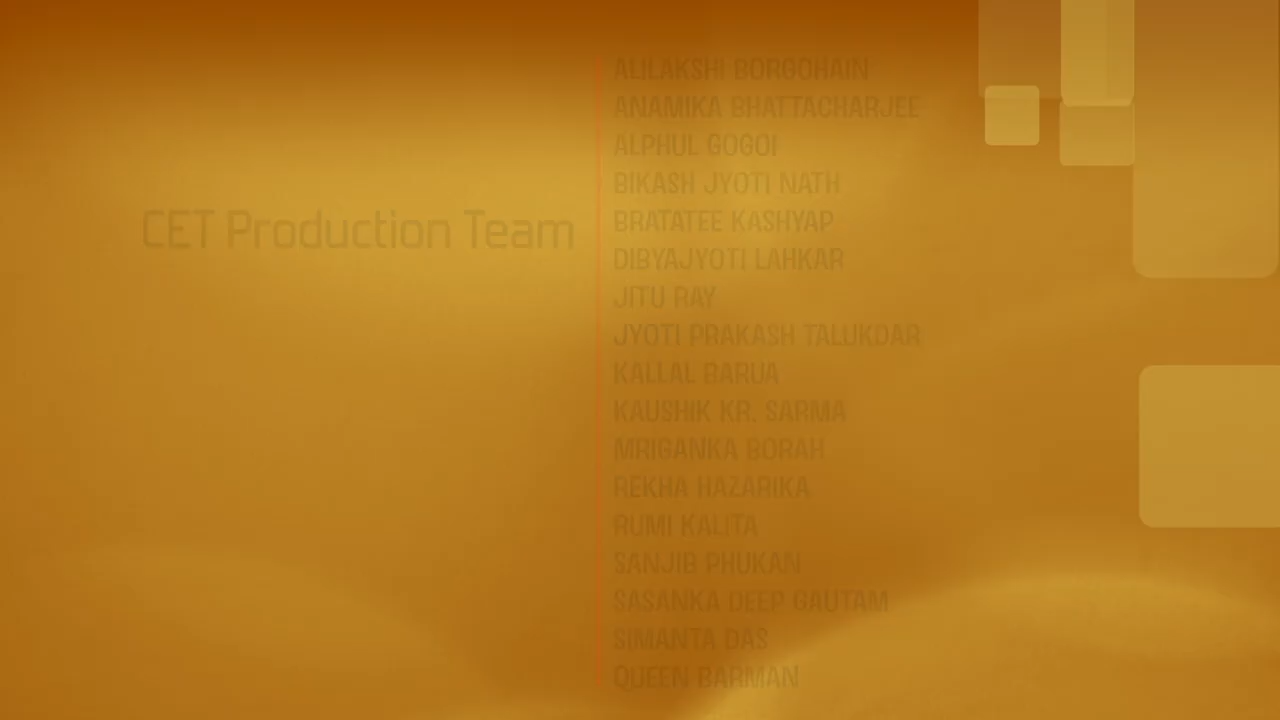 CET Production Team
ALILAKSHI BORGOHAIN
ANAMIKA BHATTACHARJEE
ALPHUL GOGOI
BIKASH JYOTI NATH
BRATATEE KASHYAP
DIBYAJYOTI LAHKAR
JITU RAY
JYOTI PRAKASH TALUKDAR
KALLAL BARUA
KAUSHIK KR. SARMA
MRIGANKA BORAH
REKHA HAZARIKA
RUMI KALITA
SANJIB PHUKAN
SASANKA DEEP GAUTAM
SIMANTA DAS
QUEEN BARMAN